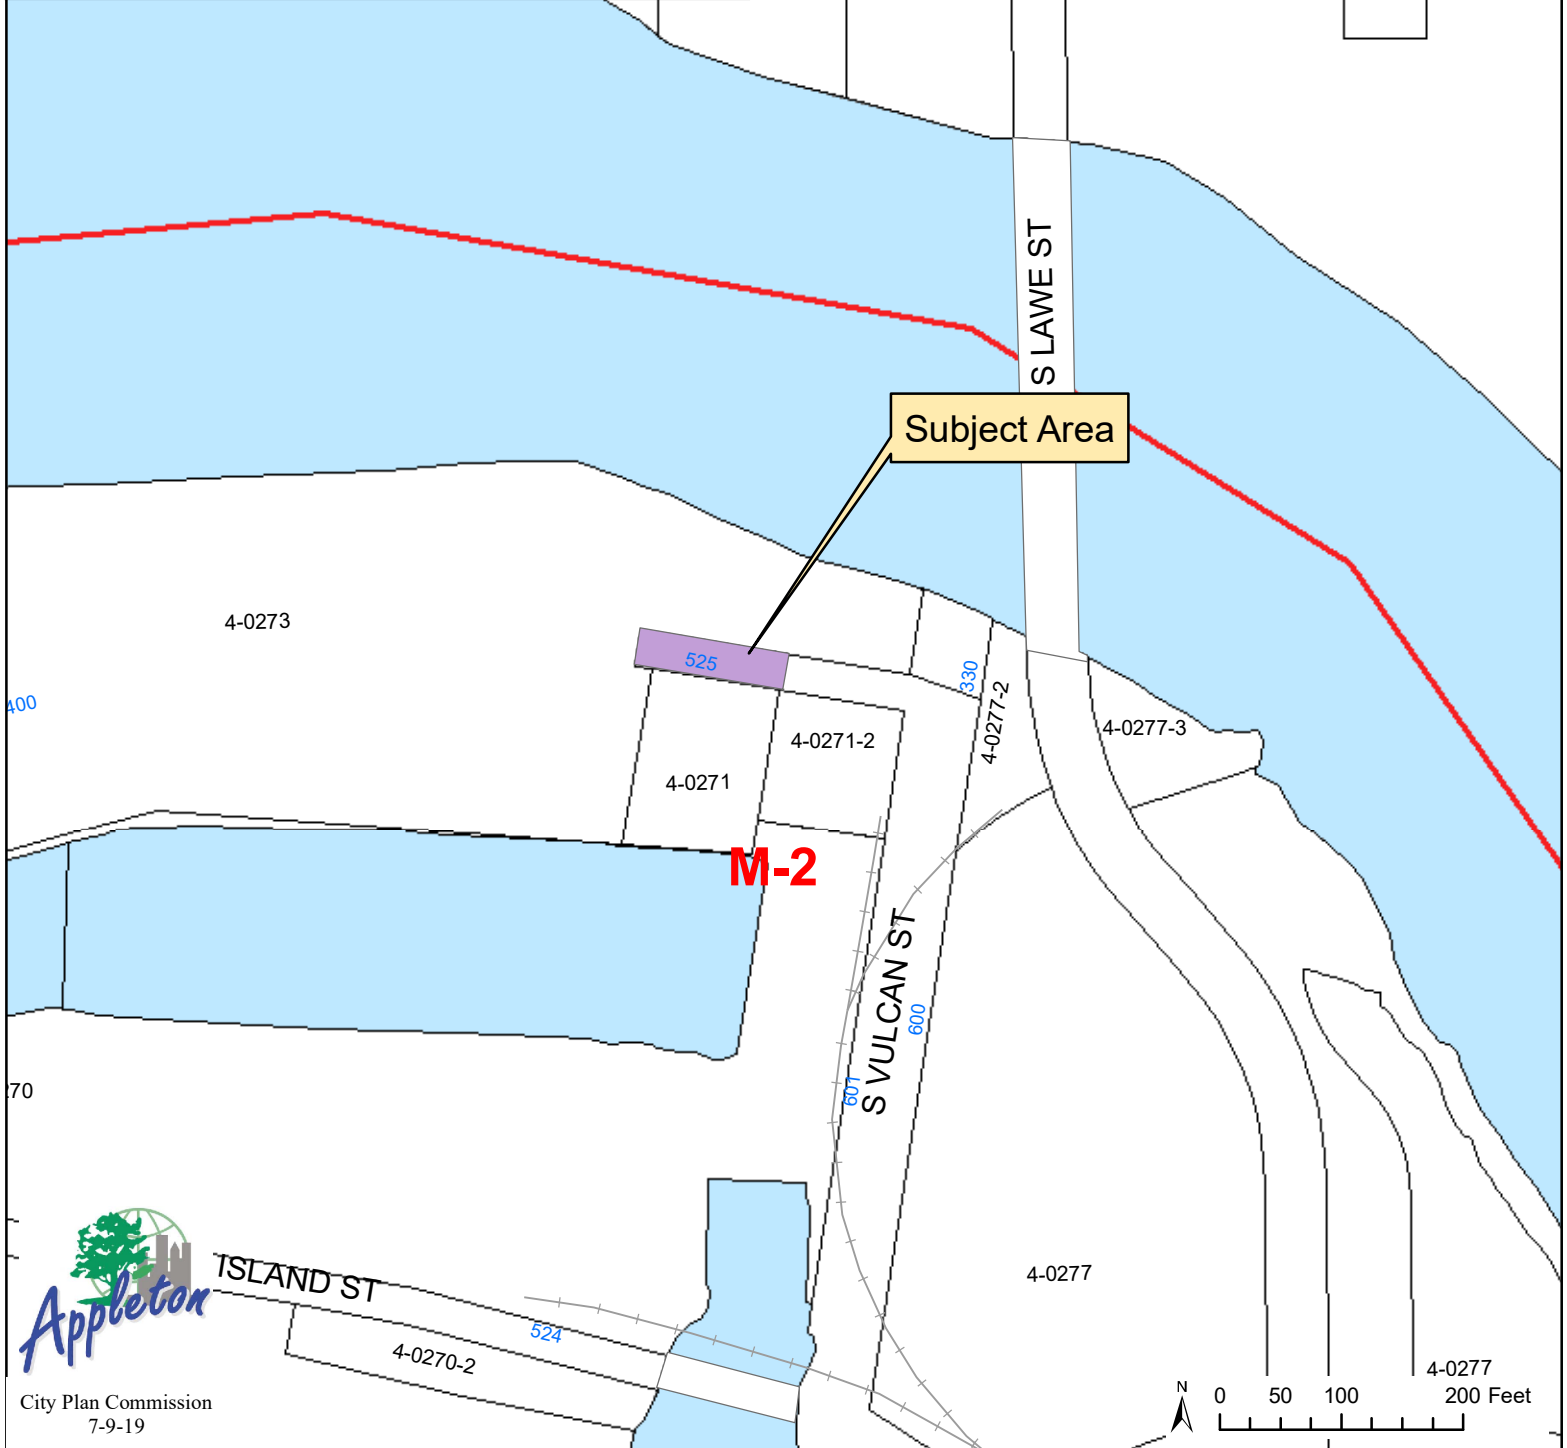 S LAWE ST
Subject Area
4-0273
525
330
4-0277-2
400
4-0271-2
4-0277-3
4-0271
M-2
S VULCAN ST
600
601
70
ISLAND ST
4-0277
524
4-0270-2
4-0277
Appleton
City Plan Commission
7-9-19
N
0 50 100 200 Feet